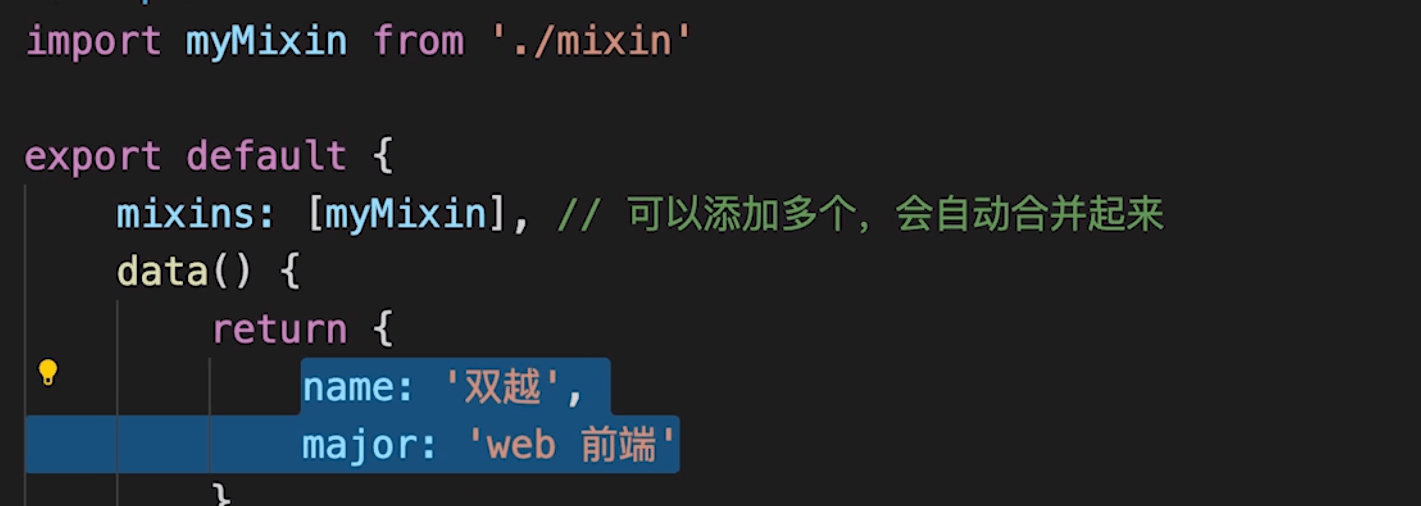 import myMixin from './mixin'
export default {
mixins: [myMixin], // 可以添加多个，会自动合并起来
data() {
return {
name: '双越',
major: 'web 前端'
}